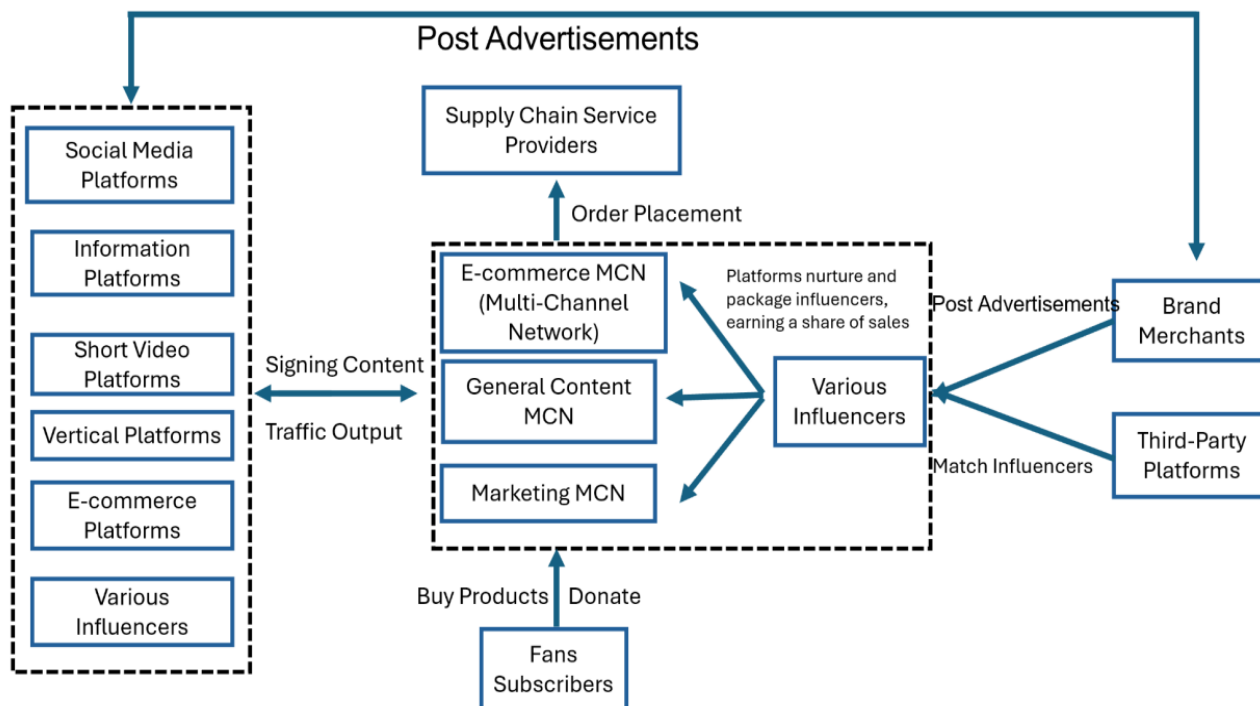 Post Advertisements
Social Media
Platforms
Information
Platforms
Short Video
Platforms
Vertical Platforms
E-commerce
Platforms
Various
Influencers
Signing Content
Traffic Output
Supply Chain Service
Providers
Order Placement
E-commerce MCN
(Multi-Channel
Network)
General Content
MCN
Marketing MCN
Platforms nurture and
package influencers,
earning a share of sales
Various
Influencers
Buy Products
Donate
Fans
Subscribers
Post Advertisements
Match Influencers
Brand
Merchants
Third-Party
Platforms